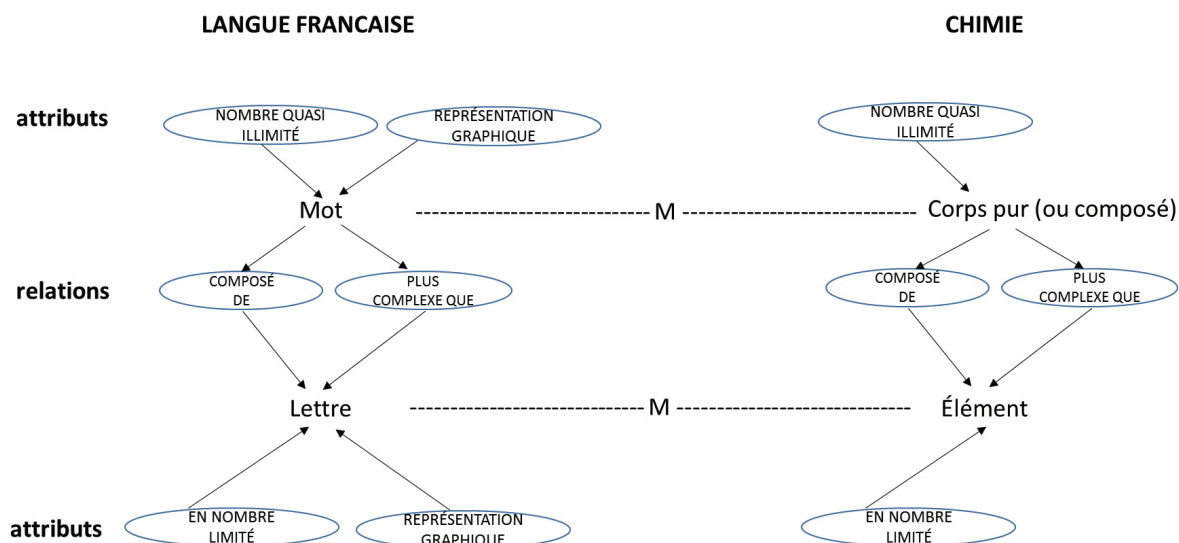 LANGUE FRANCAISE
CHIMIE
attributs
NOMBRE QUASI
ILLIMITÉ
REPRÉSENTATION
GRAPHIQUE
NOMBRE QUASI
ILLIMITÉ
Mot
M
Corps pur (ou composé)
relations
COMPOSÉ
DE
PLUS
COMPLEXE QUE
COMPOSÉ
DE
PLUS
COMPLEXE QUE
Lettre
M
Élément
attributs
EN NOMBRE
LIMITÉ
REPRÉSENTATION
GRAPHIQUE
EN NOMBRE
LIMITÉ